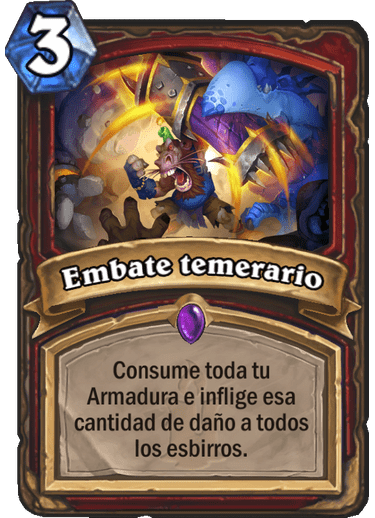 3
Embate temerario
Consume toda tu
Armadura e inflige esa
cantidad de daño a todos
los esbirros.